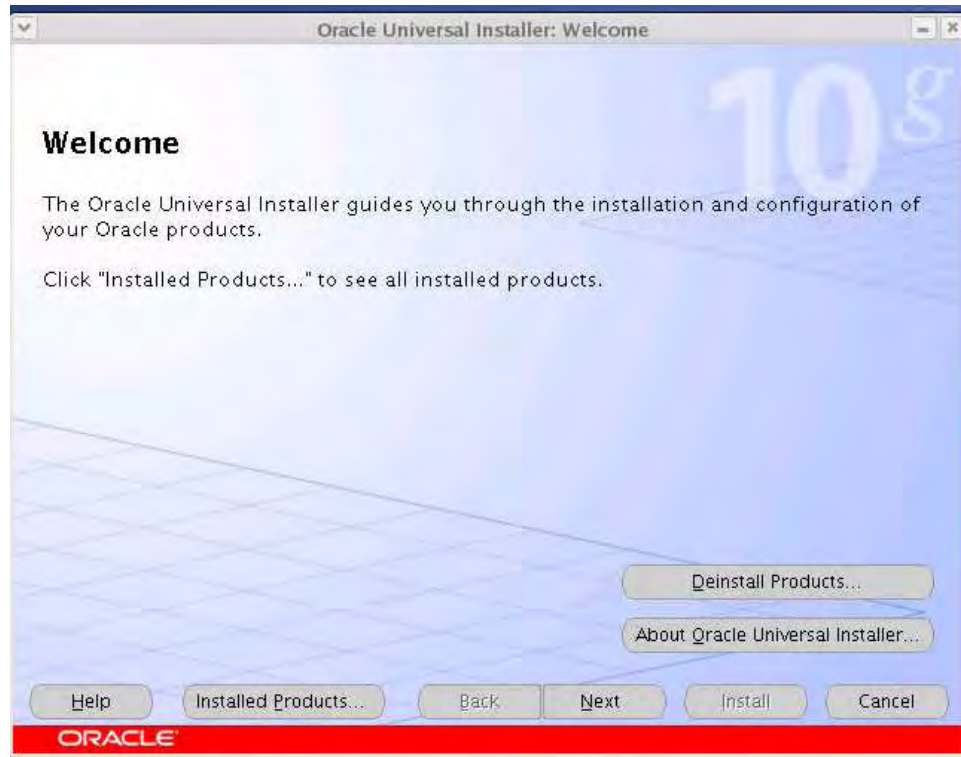 Oracle Universal Installer: Welcome
10g
Welcome
The Oracle Universal Installer guides you through the installation and configuration of
your Oracle products.
Click "Installed Products..." to see all installed products.
Deinstall Products...
About Oracle Universal Installer...
Help Installed Products... Back Next Install Cancel
ORACLE